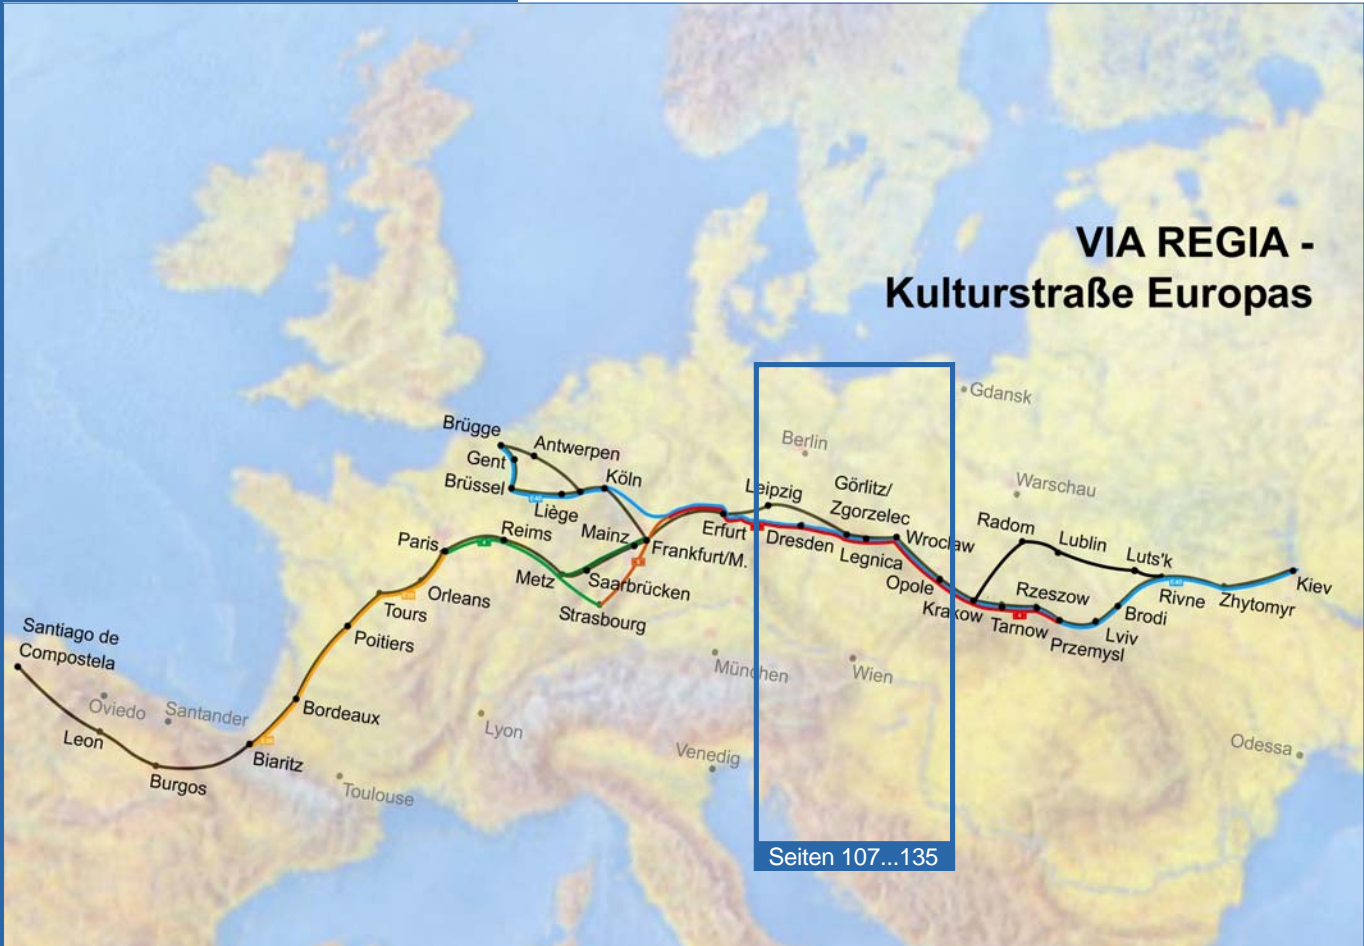 VIA REGIA -
Kulturstraße Europas
Gdansk
Brügge
Antwerpen
Berlin
Gent
Köln
Brüssel
Leipzig
Görlitz/
Zgorzelec
Warschau
Liège
Mainz
Reims
Paris
Erfurt
Dresden
Wrocław
Radom
Lublin
Luts'k
Frankfurt/M.
Legnica
Metz
Saarbrücken
Opole
Rzeszow
Rivne
Zhytomyr
Kiev
Orleans
Tours
Strasbourg
Krakow
Tarnow
Brodi
Lviv
Przemysl
Santiago de
Compostela
Poitiers
München
Wien
Oviedo
Santander
Bordeaux
Lyon
Leon
Biaritz
Venedig
Odessa
Burgos
Toulouse
Seiten 107...135